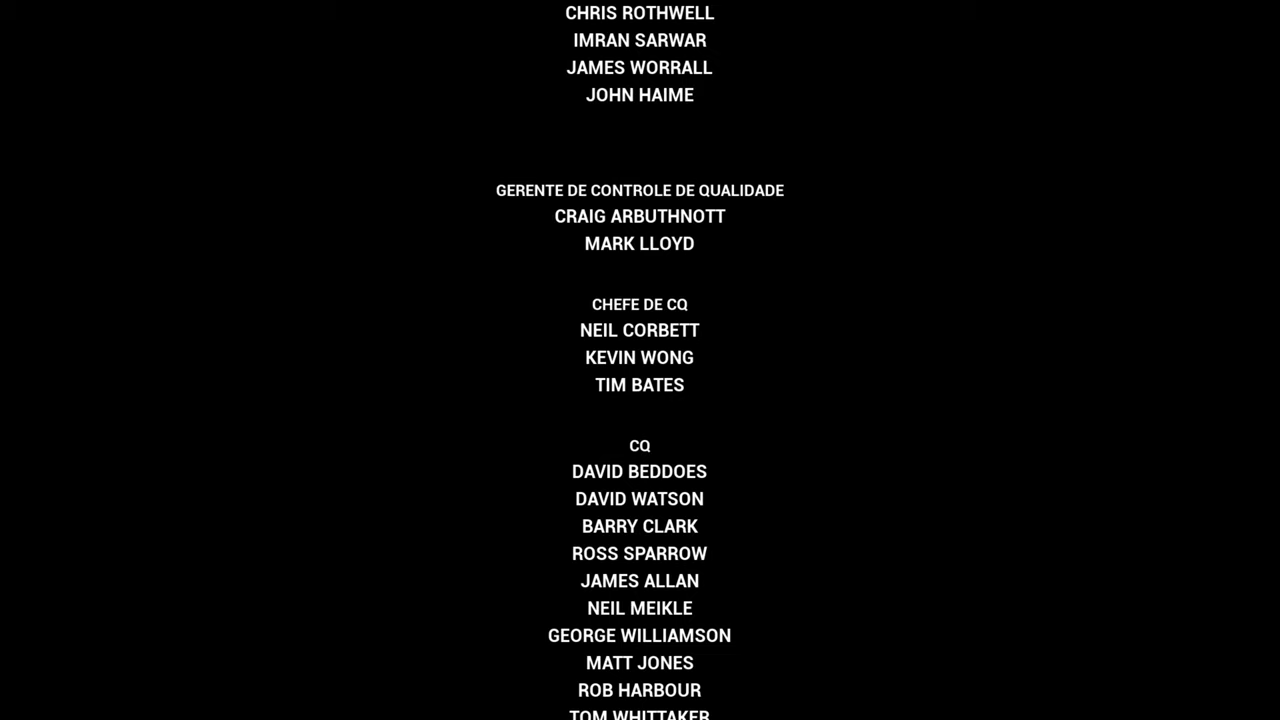 CHRIS ROTHWELL
IMRAN SARWAR
JAMES WORRALL
JOHN HAIME
GERENTE DE CONTROLE DE QUALIDADE
CRAIG ARBUTHNOTT
MARK LLOYD
CHEFE DE CQ
NEIL CORBETT
KEVIN WONG
TIM BATES
CQ
DAVID BEDDOES
DAVID WATSON
BARRY CLARK
ROSS SPARROW
JAMES ALLAN
NEIL MEIKLE
GEORGE WILLIAMSON
MATT JONES
ROB HARBOUR
TOM WHITTAKER